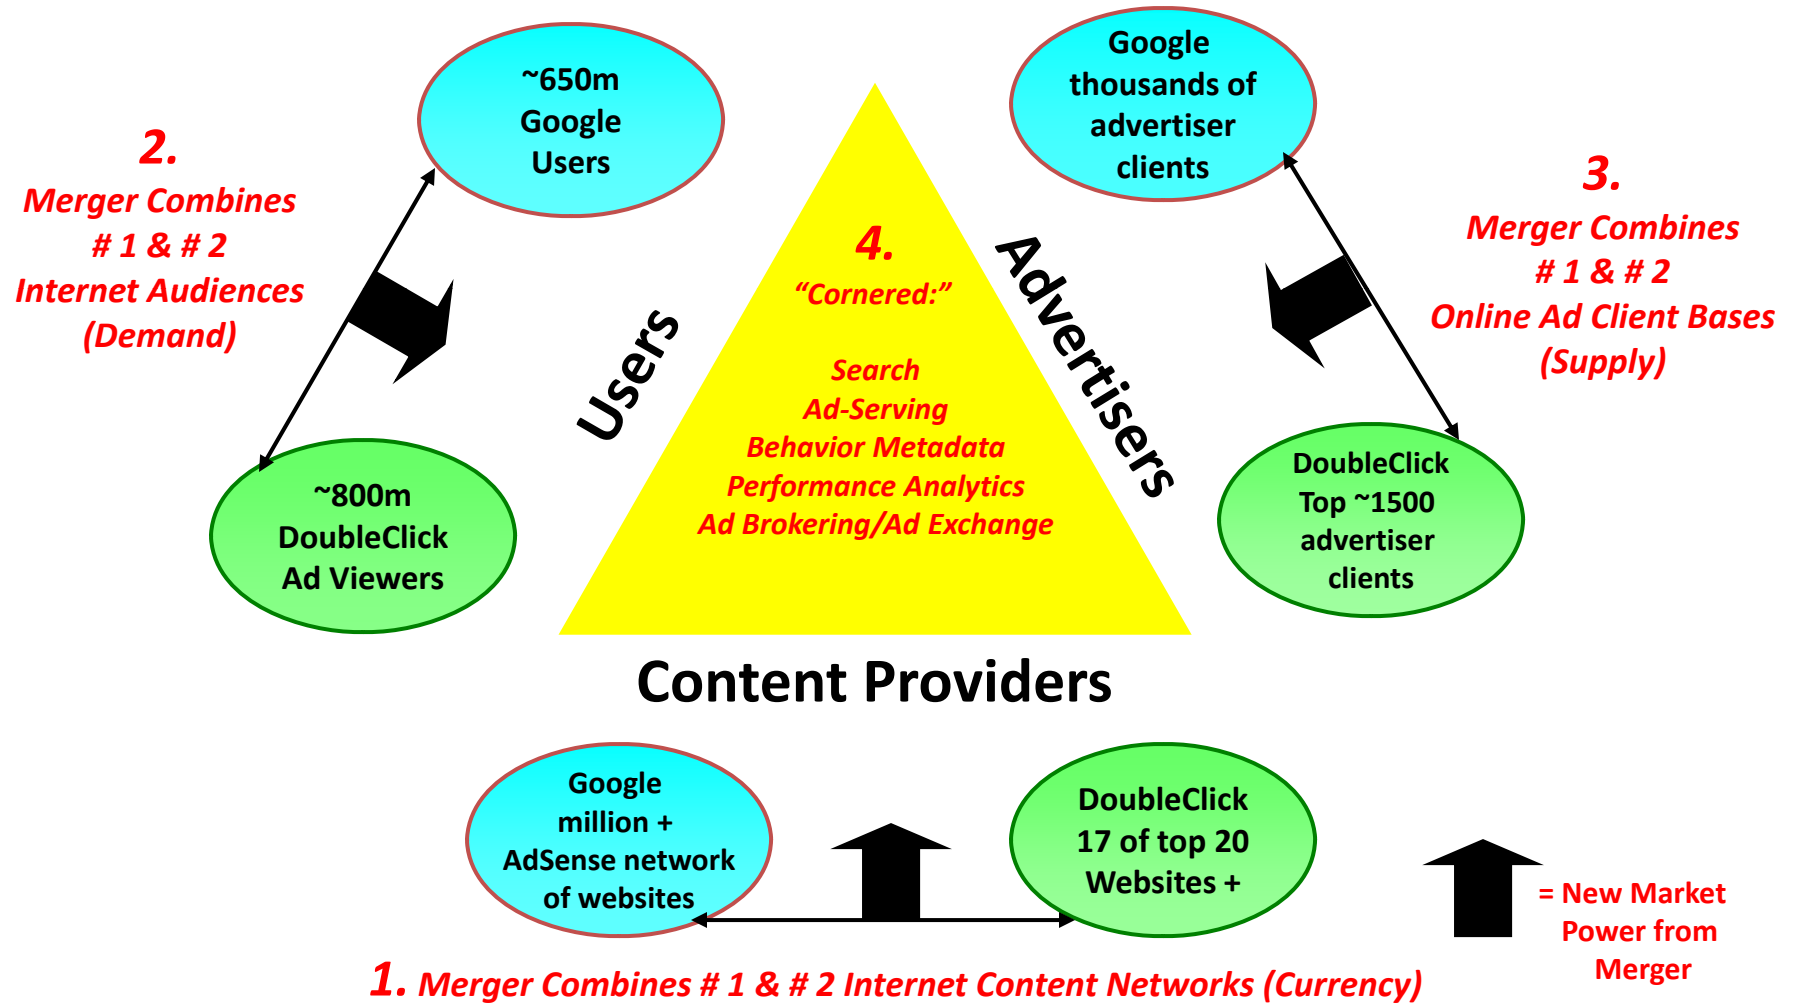 ~650m
Google
Users
Google
thousands of
advertiser
clients
2.
Merger Combines
# 1 & # 2
Internet Audiences
(Demand)
3.
Merger Combines
# 1 & # 2
Online Ad Client Bases
(Supply)
4.
“Cornered:”
Search
Ad-Serving
Behavior Metadata
Performance Analytics
Ad Brokering/Ad Exchange
Users
Advertisers
~800m
DoubleClick
Ad Viewers
DoubleClick
Top ~1500
advertiser
clients
Content Providers
Google
million +
AdSense network
of websites
DoubleClick
17 of top 20
Websites +
= New Market
Power from
Merger
1. Merger Combines # 1 & # 2 Internet Content Networks (Currency)